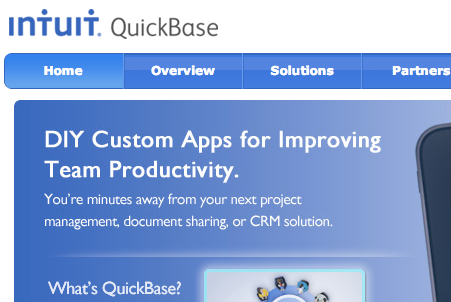 intuit QuickBase
Home Overview Solutions Partners
DIY Custom Apps for Improving
Team Productivity.
You're minutes away from your next project
management, document sharing, or CRM solution.
What's QuickBase?